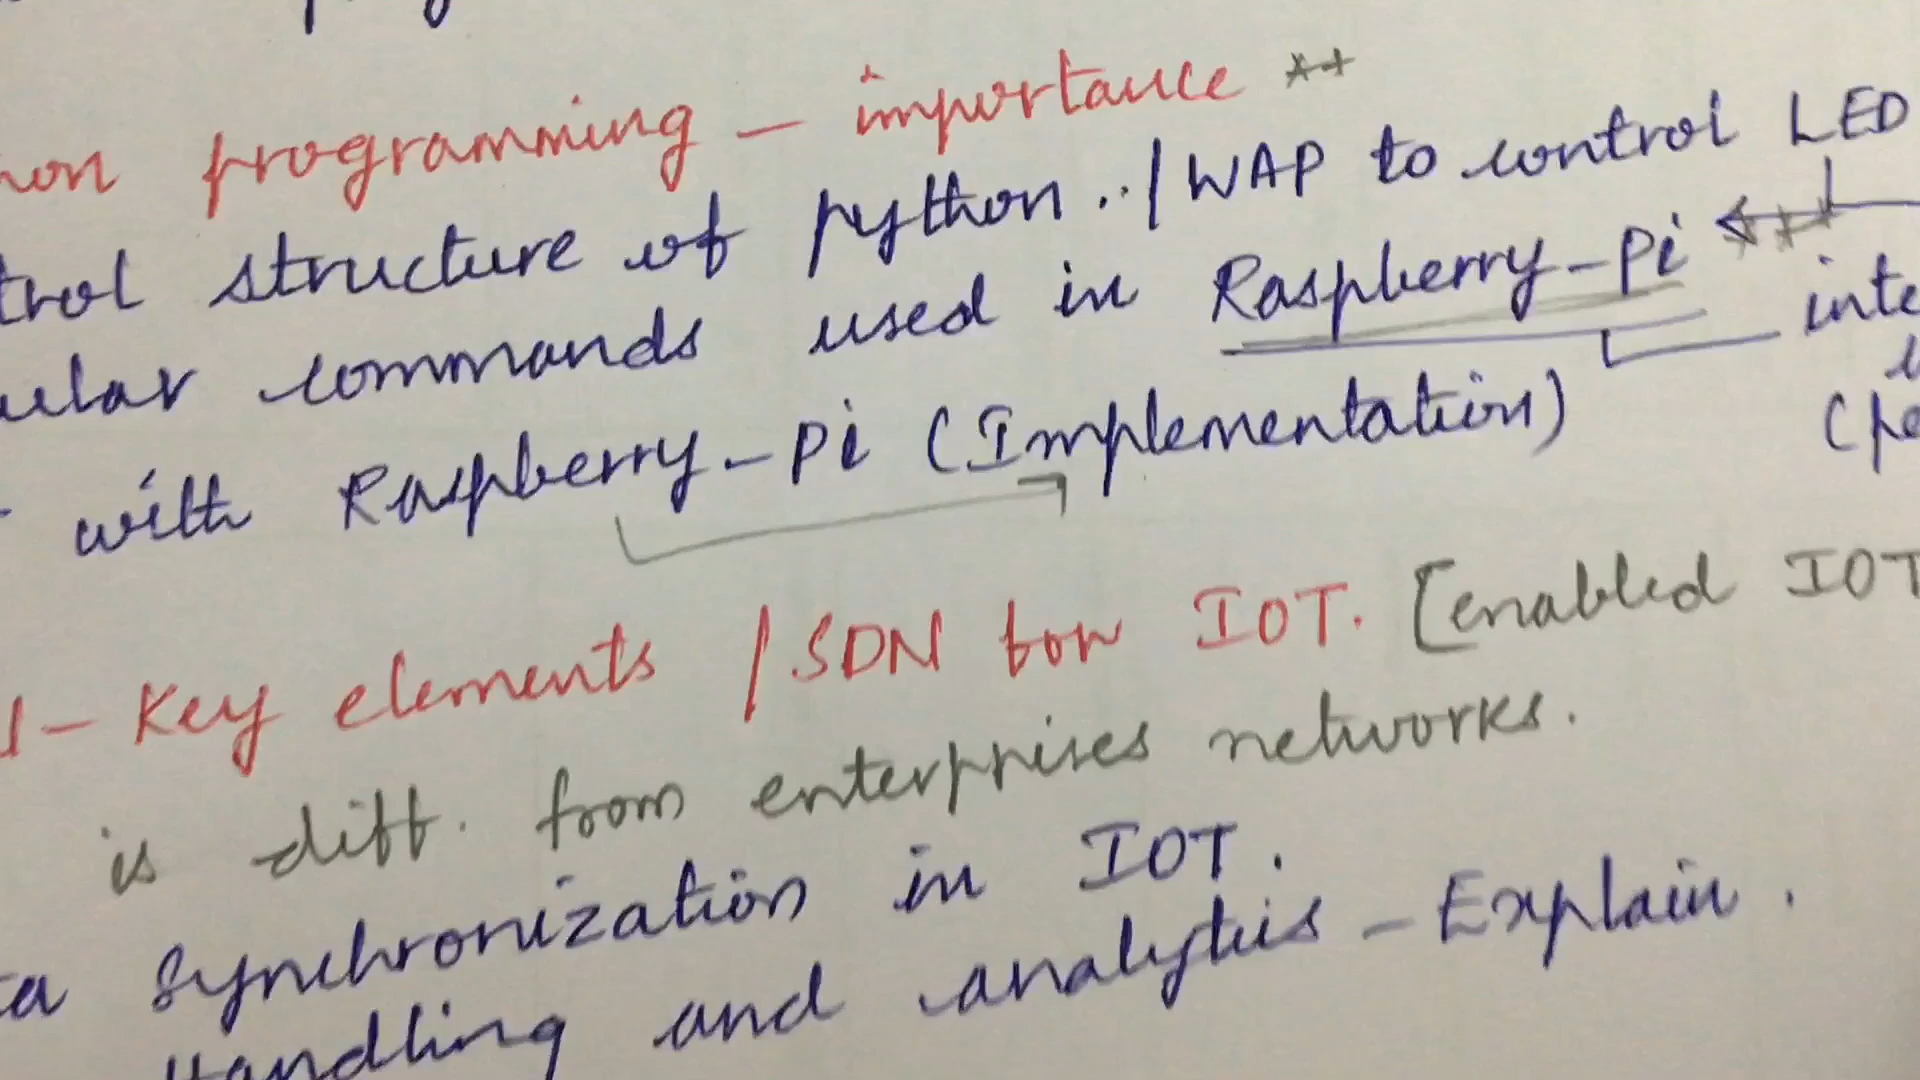 programming - importance **
structure of python.. / WAP to control LED
commands used in Raspberry-Pi
with Raspberry-Pi (Implementation)
1 - Key elements / SDN for IOT. [enabled IOT
is diff. from enterprises networks.
synchronization in IOT.
Handling and analytics - Explain.